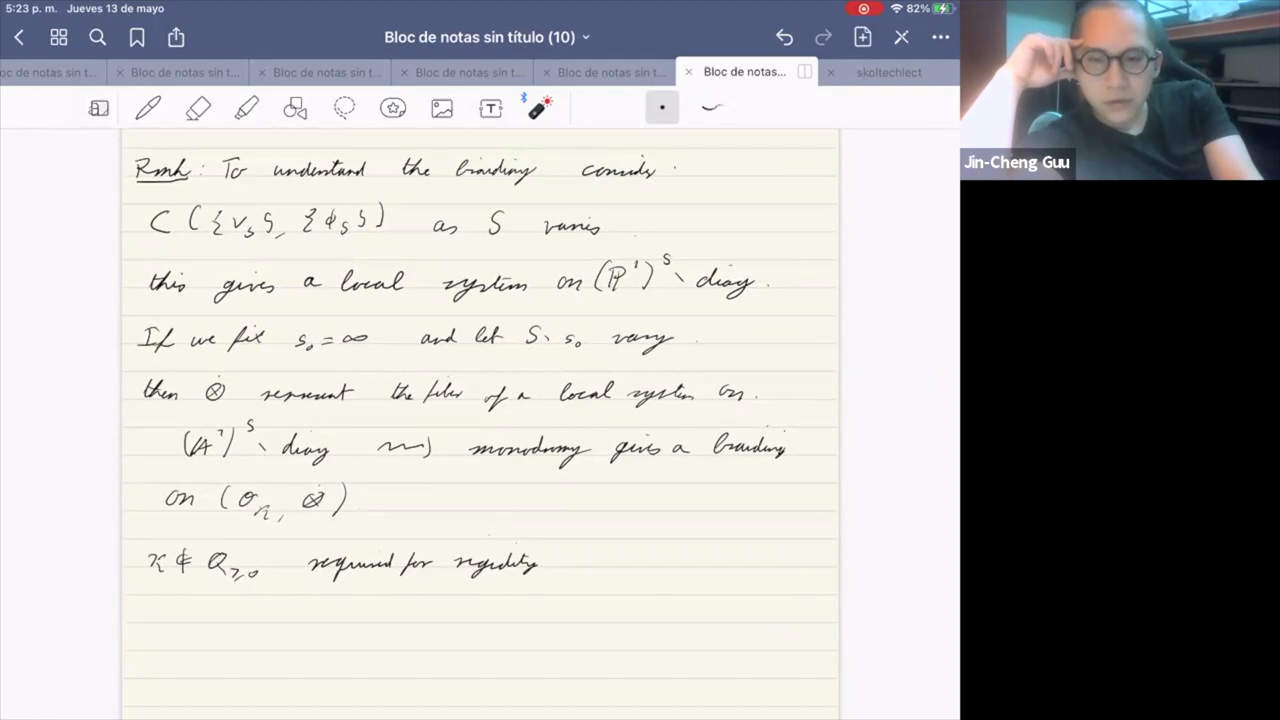 5:23 p. m. Jueves 13 de mayo
82%
Bloc de notas sin título (10)
oc de notas sin t...
Bloc de notas sin tí...
Bloc de notas sin t...
Bloc de notas sin t...
Bloc de notas sin t...
Bloc de notas...
skoltechlect
Jin-Cheng Guu
Rmk: To understand the braiding consider
C({V_s}, {φ_s}) as S varies
this gives a local system on (ℙ¹)^S \ diag.
If we fix s₀ = ∞ and let S \ s₀ vary
then ⊗̇ represent the fiber of a local system on
(𝔸¹)^S \ diag ⇝ monodromy gives a braiding
on (O_κ, ⊗̇)
κ ∉ Q_≥0 required for rigidity